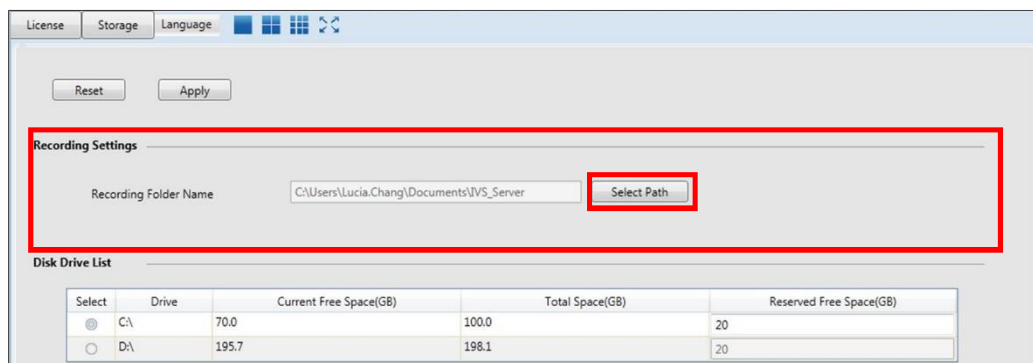 License Storage Language
Reset Apply
Recording Settings
Recording Folder Name C:\Users\Lucia.Chang\Documents\IVS_Server Select Path
Disk Drive List
Select Drive Current Free Space(GB) Total Space(GB) Reserved Free Space(GB)
C:\ 70.0 100.0 20
D:\ 195.7 198.1 20